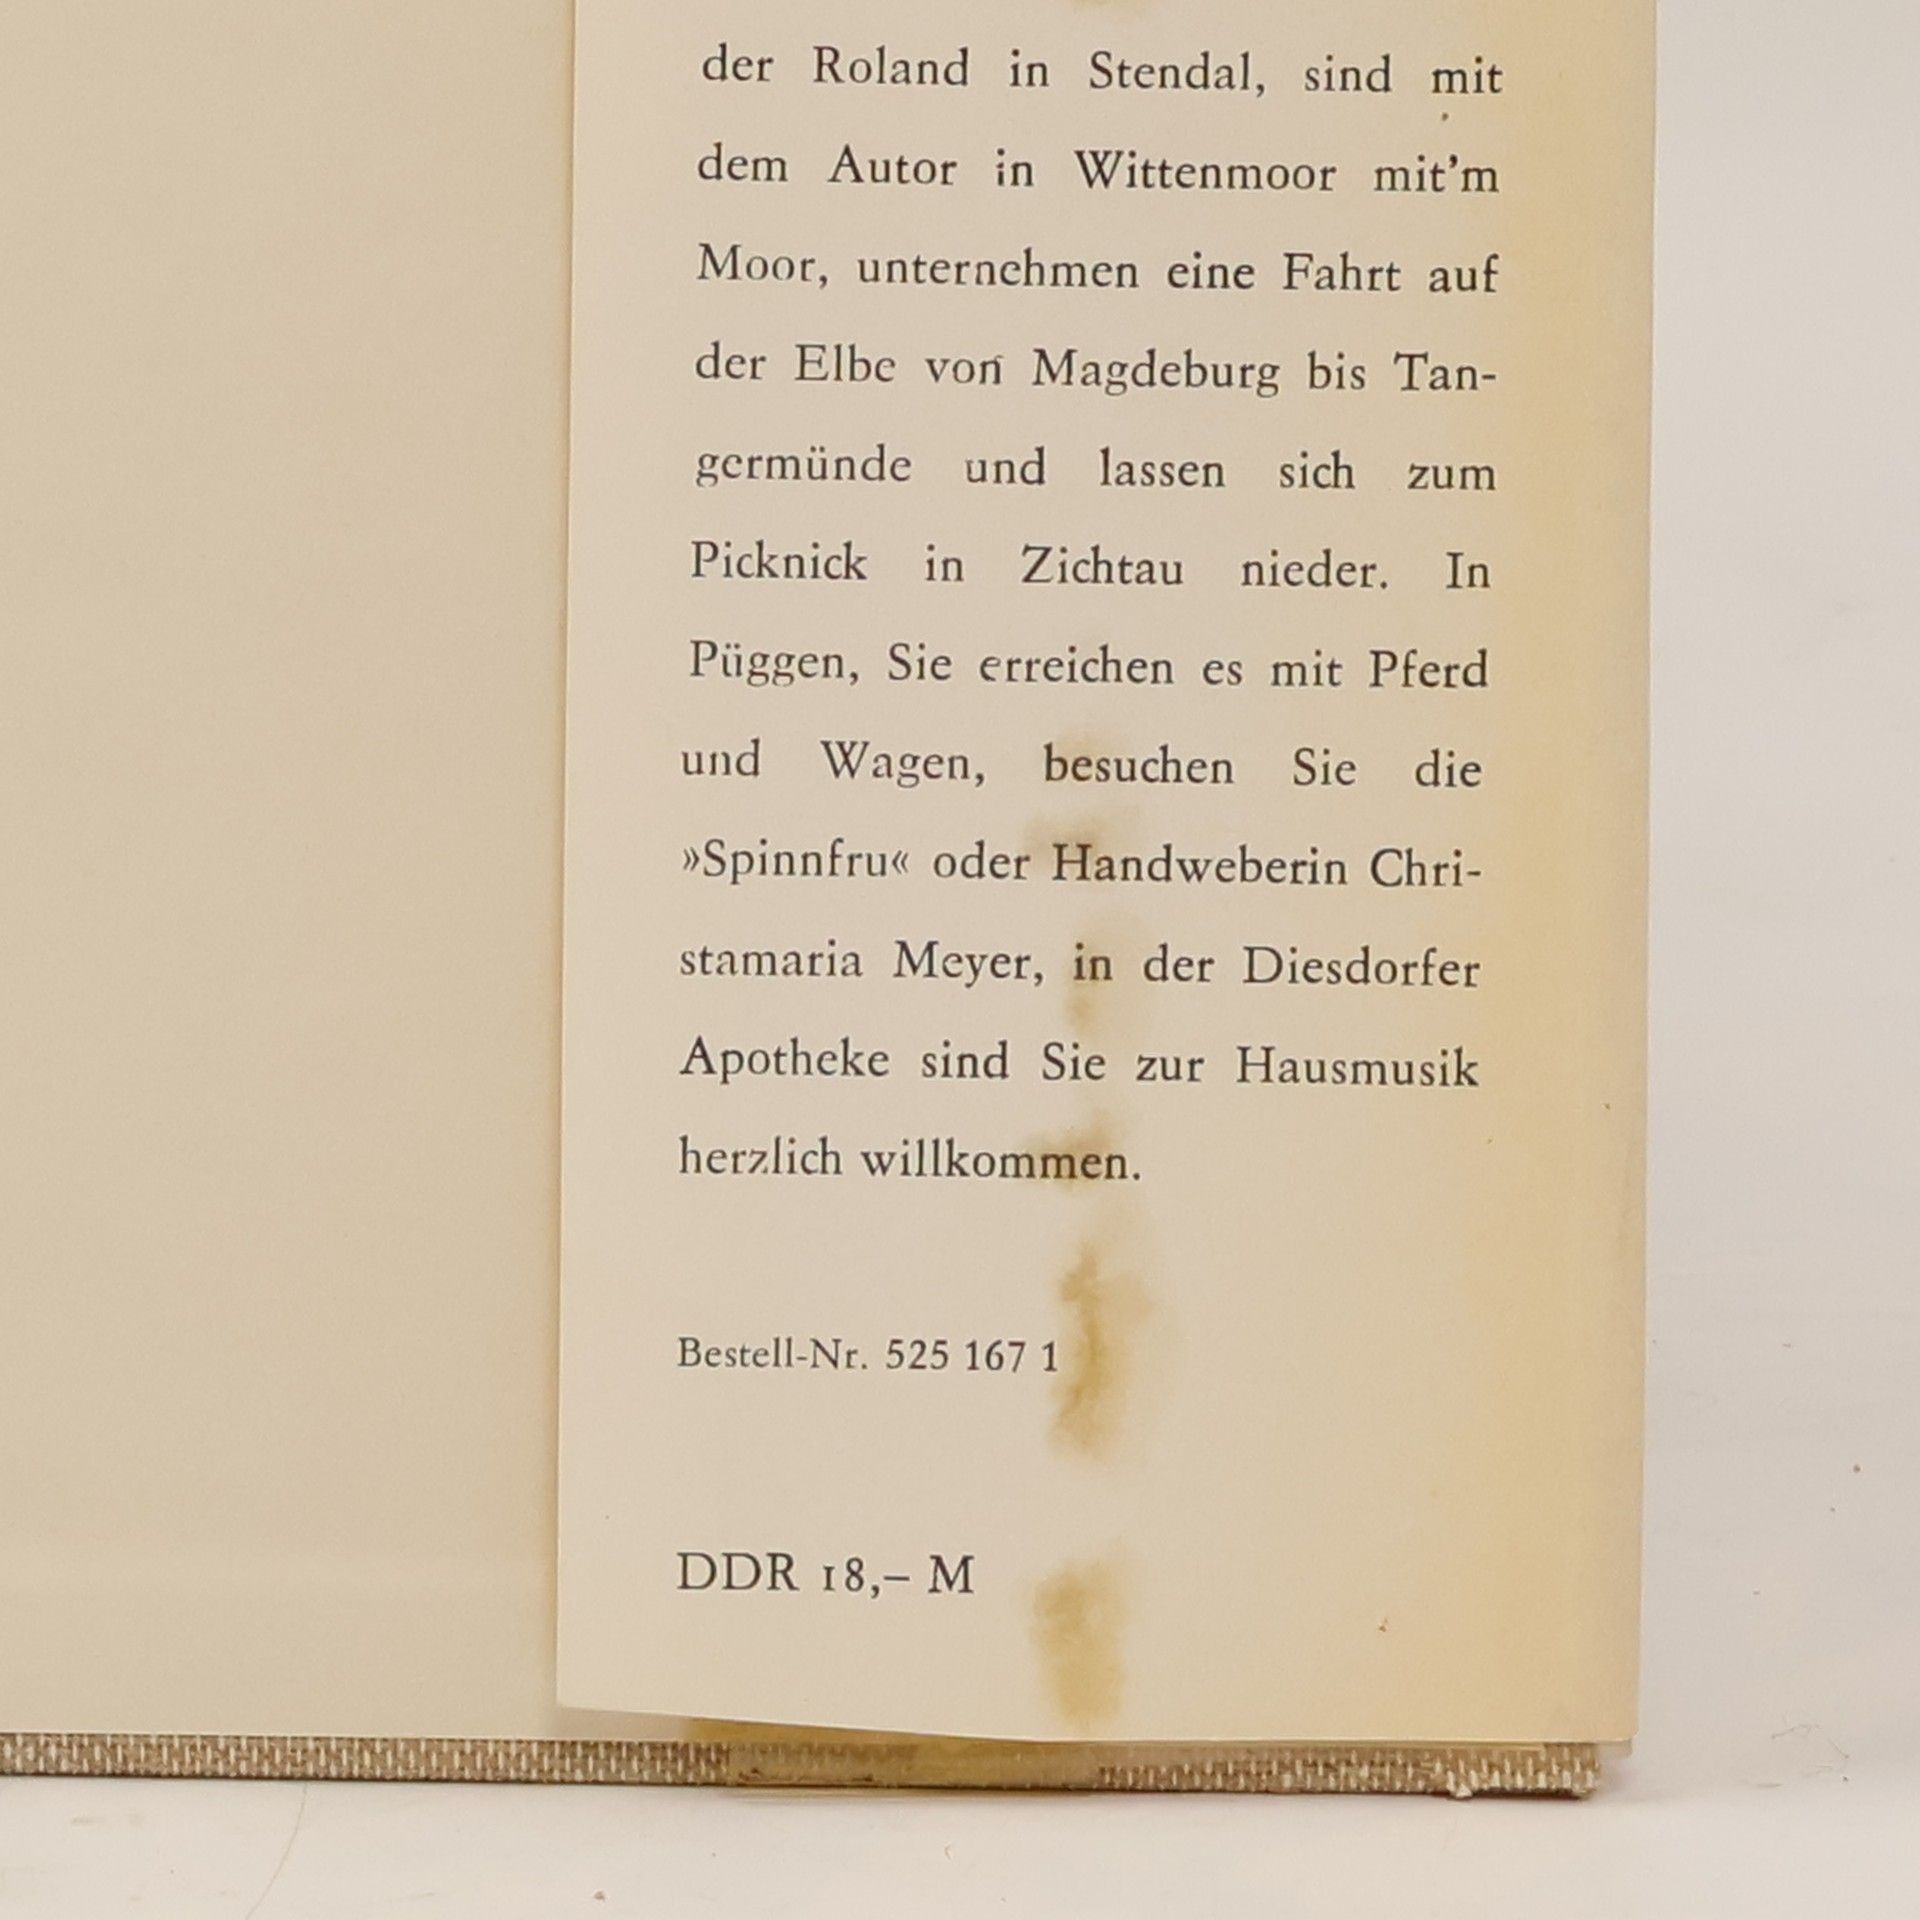 der Roland in Stendal, sind mit
dem Autor in Wittenmoor mit'm
Moor, unternehmen eine Fahrt auf
der Elbe von Magdeburg bis Tan-
germünde und lassen sich zum
Picknick in Zichtau nieder. In
Püggen, Sie erreichen es mit Pferd
und Wagen, besuchen Sie die
»Spinnfru« oder Handweberin Chri-
stamaria Meyer, in der Diesdorfer
Apotheke sind Sie zur Hausmusik
herzlich willkommen.
Bestell-Nr. 525 167 1
DDR 18,– M